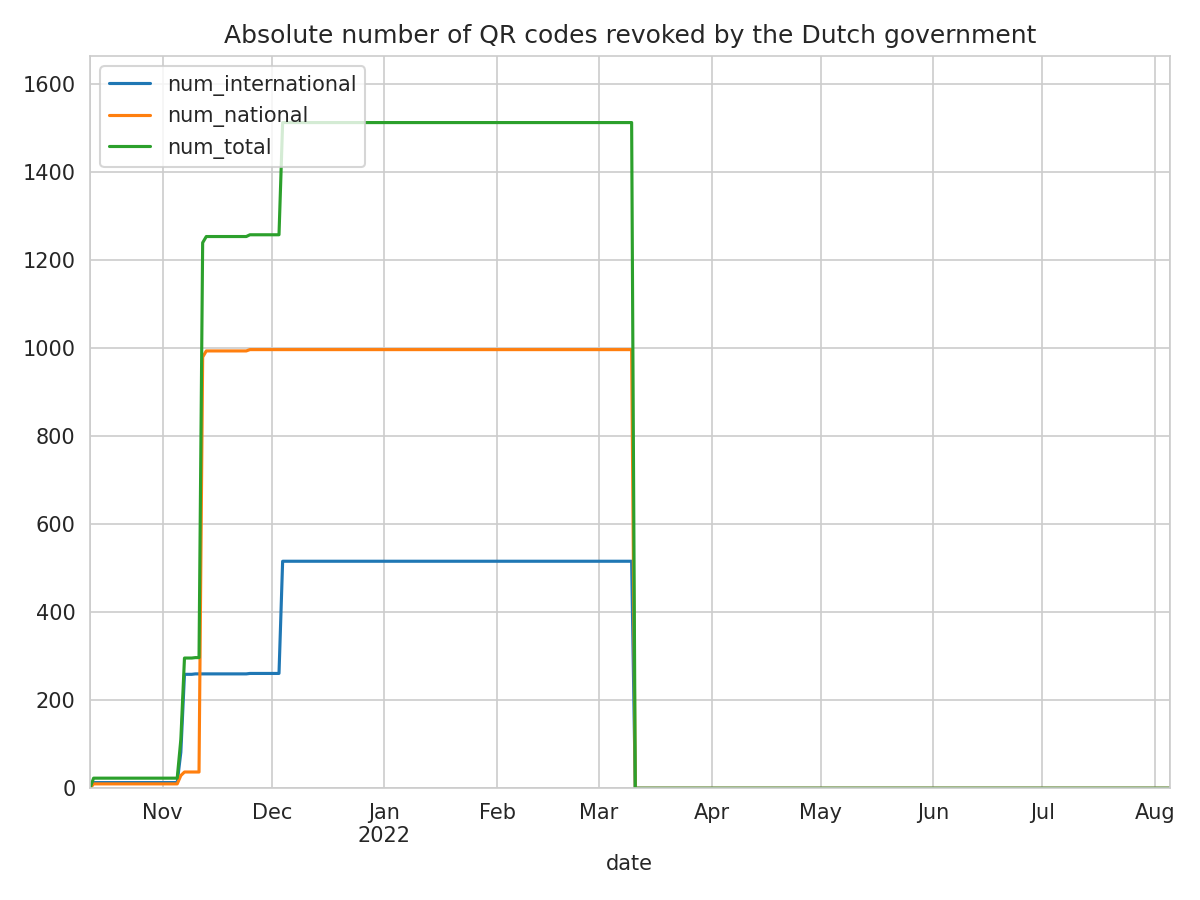 Absolute number of QR codes revoked by the Dutch government
num_international
num_national
num_total
1600
1400
1200
1000
800
600
400
200
0
Nov Dec Jan Feb Mar Apr May Jun Jul Aug
2022
date